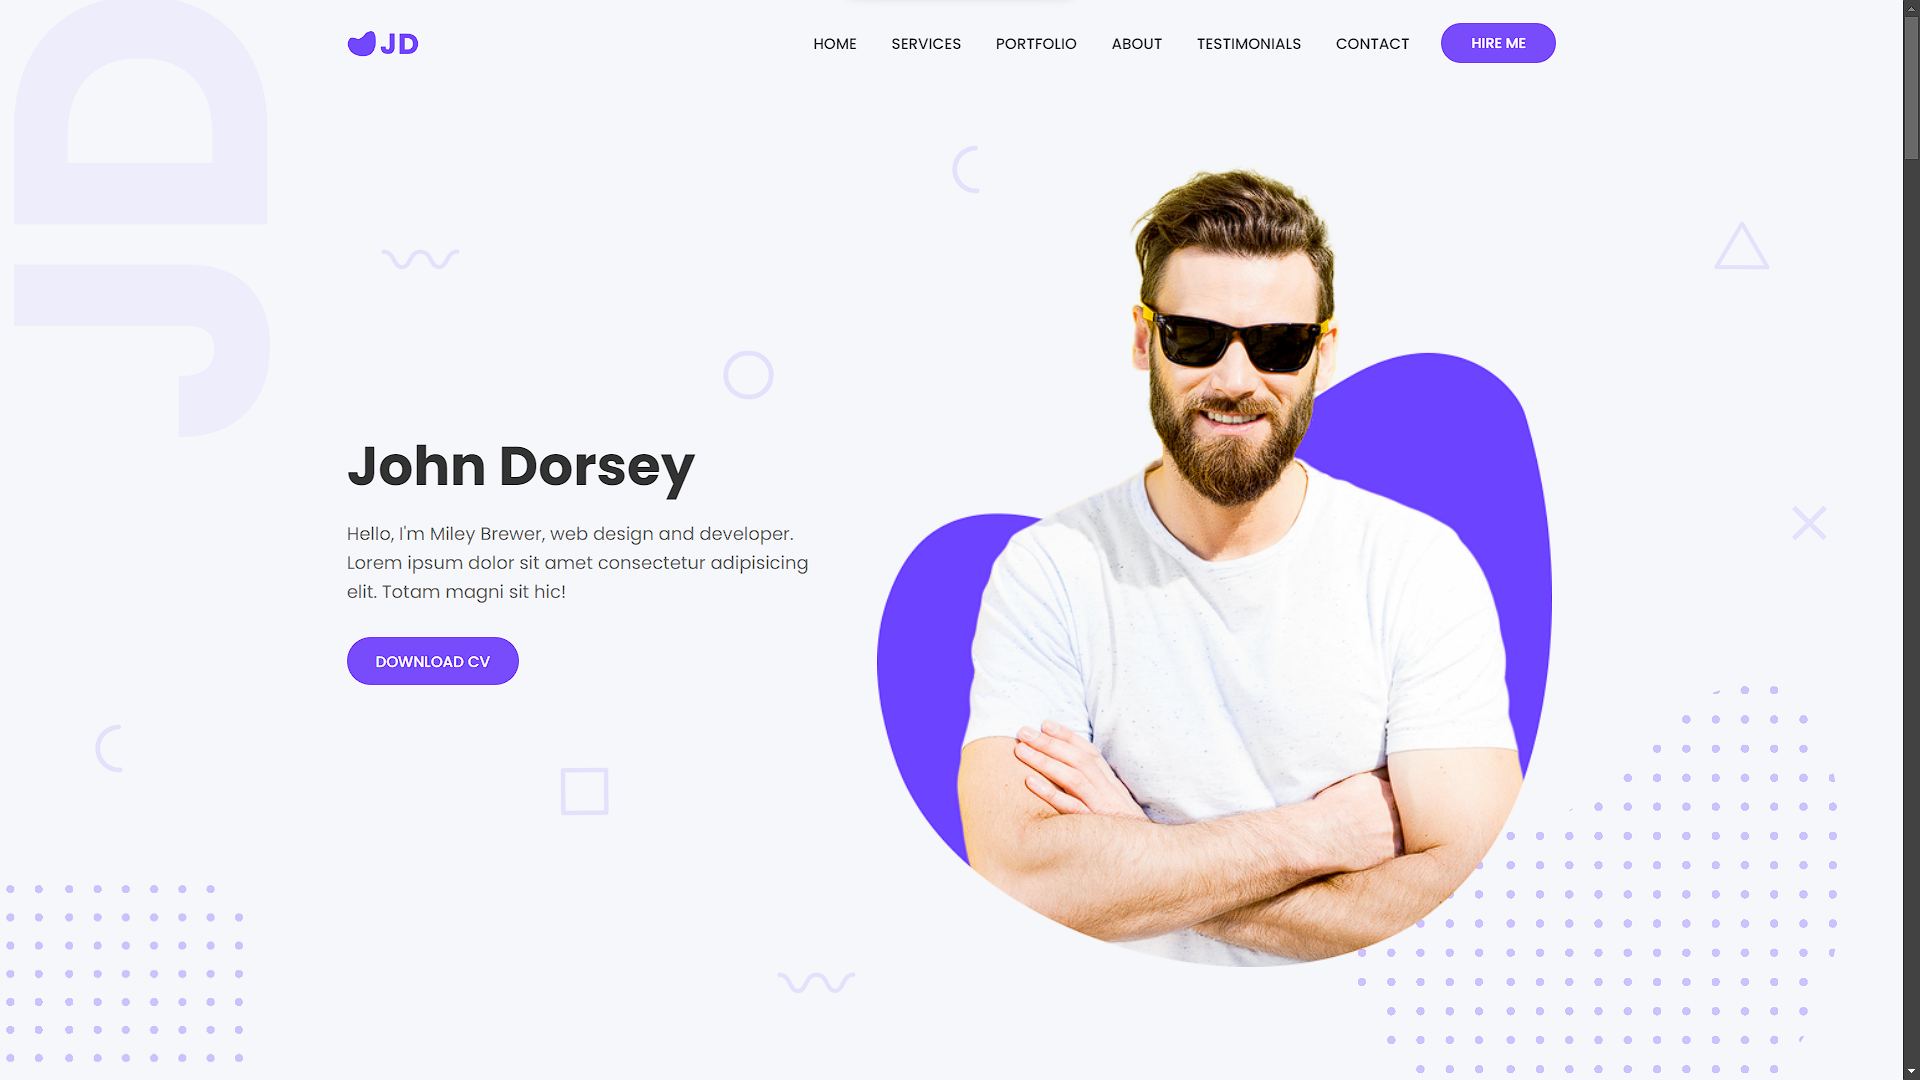 JD
JD
HOME SERVICES PORTFOLIO ABOUT TESTIMONIALS CONTACT HIRE ME
John Dorsey
Hello, I'm Miley Brewer, web design and developer.
Lorem ipsum dolor sit amet consectetur adipisicing
elit. Totam magni sit hic!
DOWNLOAD CV